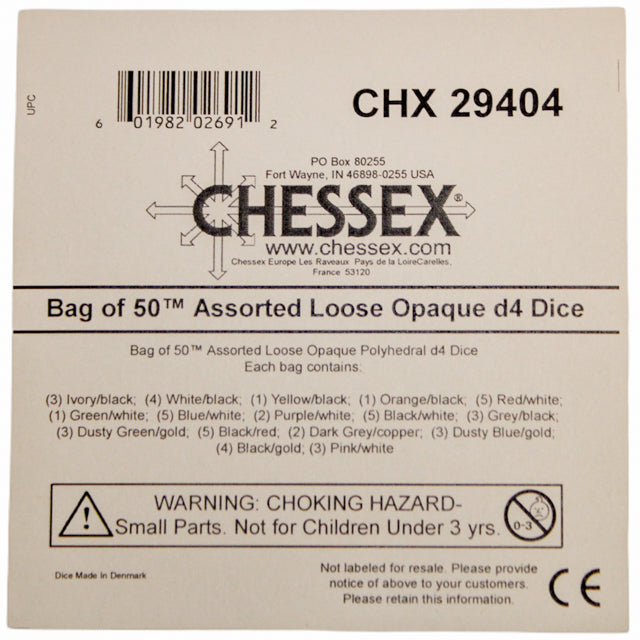 UPC
6 01982 02691 2
CHX 29404
PO Box 80255
Fort Wayne, IN 46898-0255 USA
CHESSEX®
www.chessex.com
Chessex Europe Les Raveaux Pays de la LoireCarelles,
France 53120
Bag of 50™ Assorted Loose Opaque d4 Dice
Bag of 50™ Assorted Loose Opaque Polyhedral d4 Dice
Each bag contains:
(3) Ivory/black; (4) White/black; (1) Yellow/black; (1) Orange/black; (5) Red/white;
(1) Green/white; (5) Blue/white; (2) Purple/white; (5) Black/white; (3) Grey/black;
(3) Dusty Green/gold; (5) Black/red; (2) Dark Grey/copper; (3) Dusty Blue/gold;
(4) Black/gold; (3) Pink/white
WARNING: CHOKING HAZARD-
Small Parts. Not for Children Under 3 yrs.
0-3
Dice Made In Denmark
Not labeled for resale. Please provide
notice of above to your customers.
Please retain this information.
CE